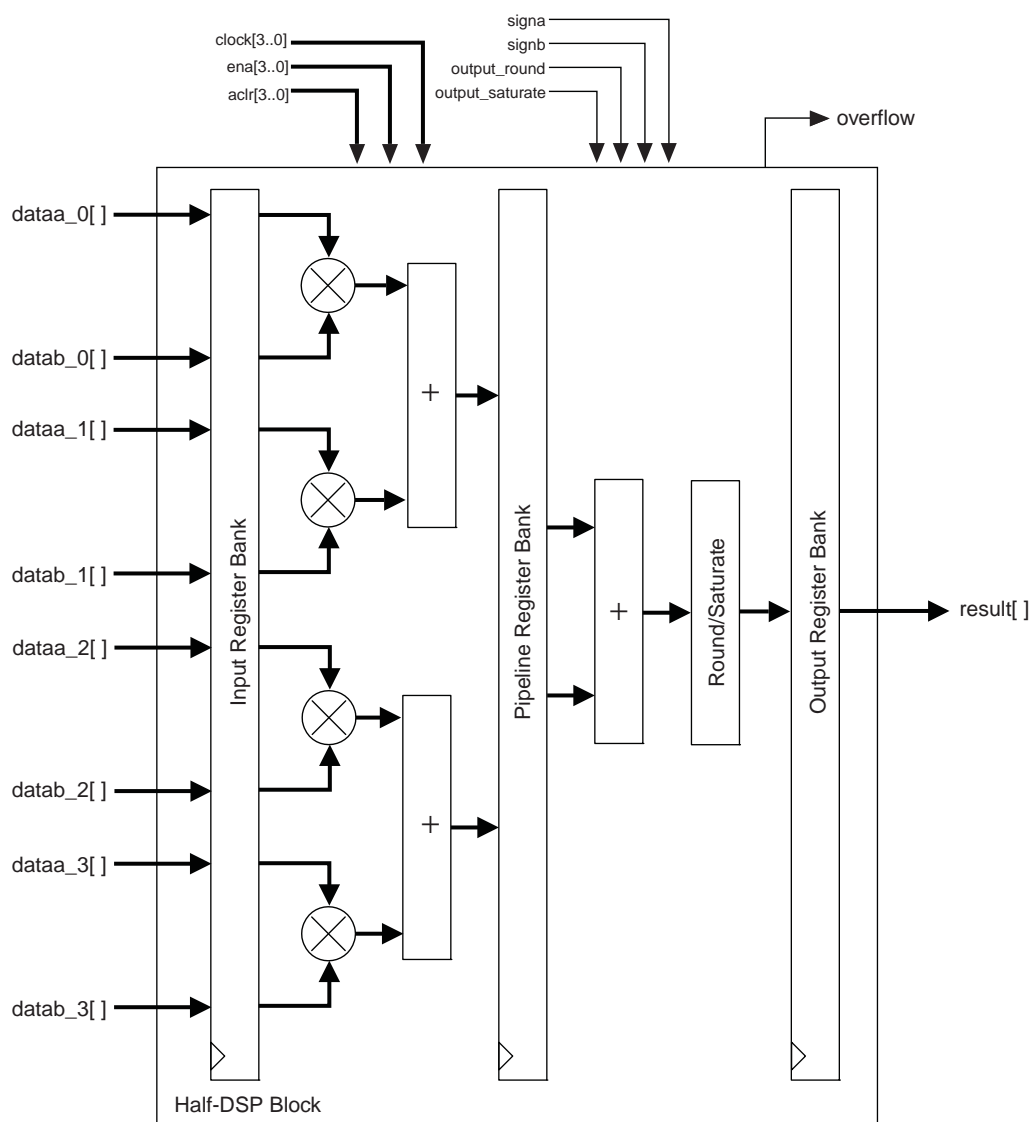 clock[3..0]
ena[3..0]
aclr[3..0]
signa
signb
output_round
output_saturate
overflow
dataa_0[ ]
datab_0[ ]
dataa_1[ ]
datab_1[ ]
dataa_2[ ]
datab_2[ ]
dataa_3[ ]
datab_3[ ]
Input Register Bank
+
+
Pipeline Register Bank
+
Round/Saturate
Output Register Bank
result[ ]
Half-DSP Block